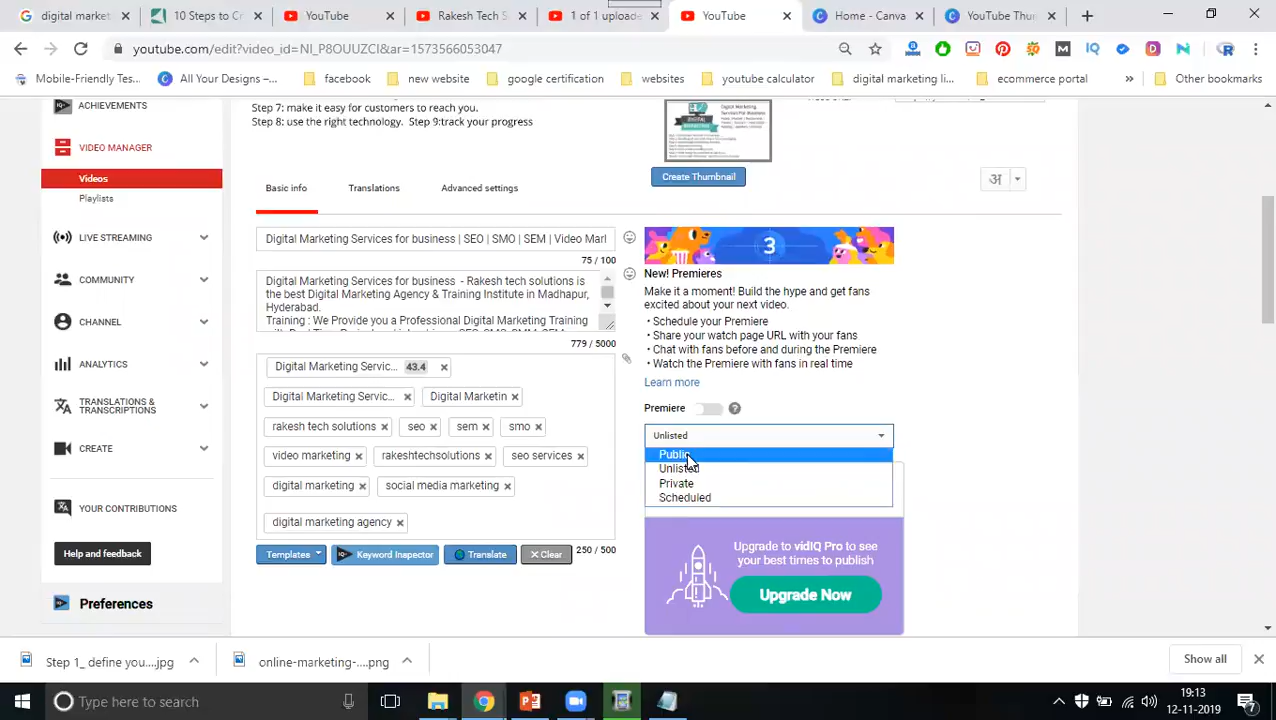 digital market
10 Steps to Cr
YouTube
Rakesh Tech S
1 of 1 uploade
YouTube
Home - Canva
YouTube Thu
youtube.com/edit?video_id=NI_P8OUUZCI&ar=1573566053047
Mobile-Friendly Tes...
All Your Designs –...
facebook
new website
google certification
websites
youtube calculator
digital marketing li...
ecommerce portal
Other bookmarks
ACHIEVEMENTS
VIDEO MANAGER
Videos
Playlists
LIVE STREAMING
COMMUNITY
CHANNEL
ANALYTICS
TRANSLATIONS &
TRANSCRIPTIONS
CREATE
YOUR CONTRIBUTIONS
Help and feedback
Preferences
Step 7: make it easy for customers to reach you.
Step 8: use the right technology. Step 9: track your progress
Create Thumbnail
अ
Basic info
Translations
Advanced settings
Digital Marketing Services for business | SEO | SMO | SEM | Video Marl
75 / 100
Digital Marketing Services for business - Rakesh tech solutions is
the best Digital Marketing Agency & Training Institute in Madhapur,
Hyderabad.
Training : We Provide you a Professional Digital Marketing Training
779 / 5000
Digital Marketing Servic... 43.4
Digital Marketing Servic...
Digital Marketin
rakesh tech solutions
seo
sem
smo
video marketing
rakeshtechsolutions
seo services
digital marketing
social media marketing
digital marketing agency
Templates
Keyword Inspector
Translate
Clear
250 / 500
3
New! Premieres
Make it a moment! Build the hype and get fans
excited about your next video.
• Schedule your Premiere
• Share your watch page URL with your fans
• Chat with fans before and during the Premiere
• Watch the Premiere with fans in real time
Learn more
Premiere
Unlisted
Public
Unlisted
Private
Scheduled
Upgrade to vidIQ Pro to see
your best times to publish
Upgrade Now
Step 1_ define you....jpg
online-marketing-....png
Show all
Type here to search
19:13
12-11-2019
7